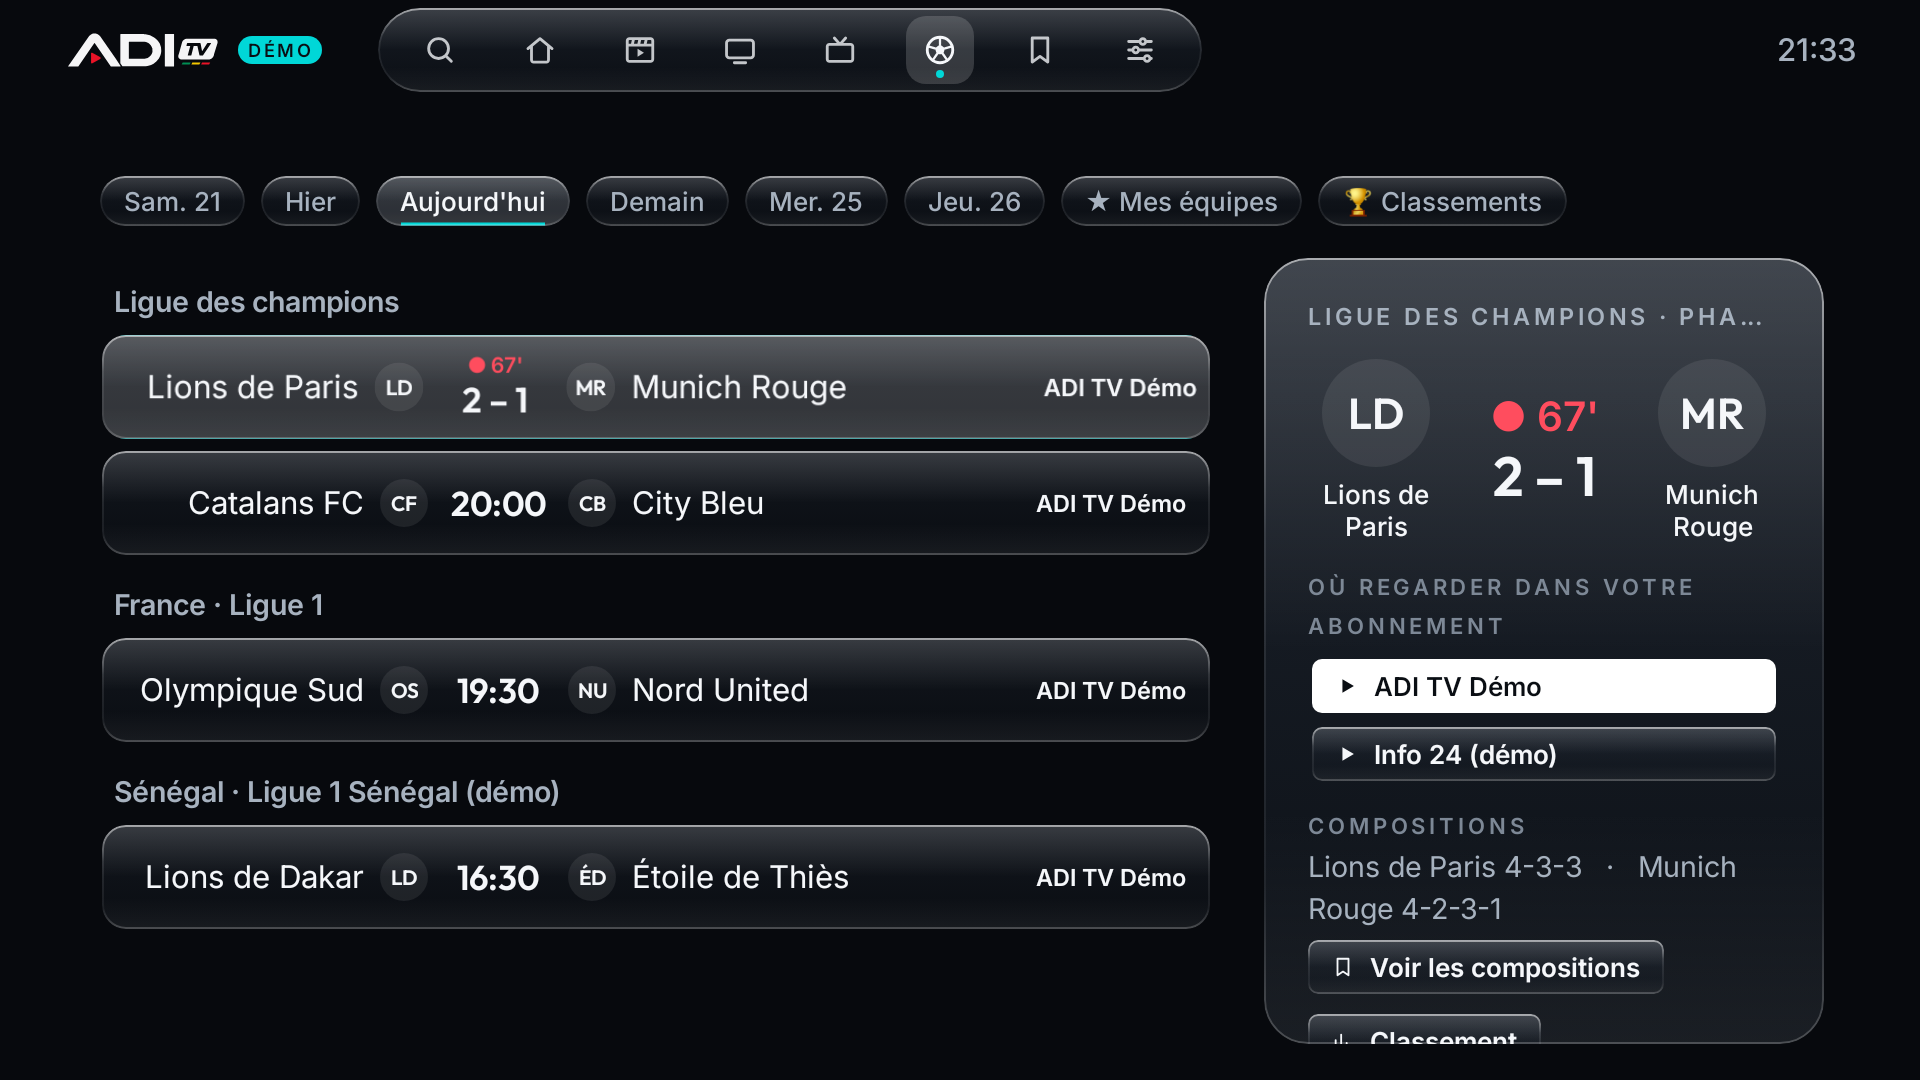 ADI TV DÉMO
21:33
Sam. 21
Hier
Aujourd'hui
Demain
Mer. 25
Jeu. 26
★ Mes équipes
🏆 Classements
Ligue des champions
67'
Lions de Paris LD 2 – 1 MR Munich Rouge ADI TV Démo
Catalans FC CF 20:00 CB City Bleu ADI TV Démo
France · Ligue 1
Olympique Sud OS 19:30 NU Nord United ADI TV Démo
Sénégal · Ligue 1 Sénégal (démo)
Lions de Dakar LD 16:30 ÉD Étoile de Thiès ADI TV Démo
LIGUE DES CHAMPIONS · PHA...
LD 67' MR
2 – 1
Lions de Paris
Munich Rouge
OÙ REGARDER DANS VOTRE
ABONNEMENT
ADI TV Démo
Info 24 (démo)
COMPOSITIONS
Lions de Paris 4-3-3 · Munich
Rouge 4-2-3-1
Voir les compositions
Classement